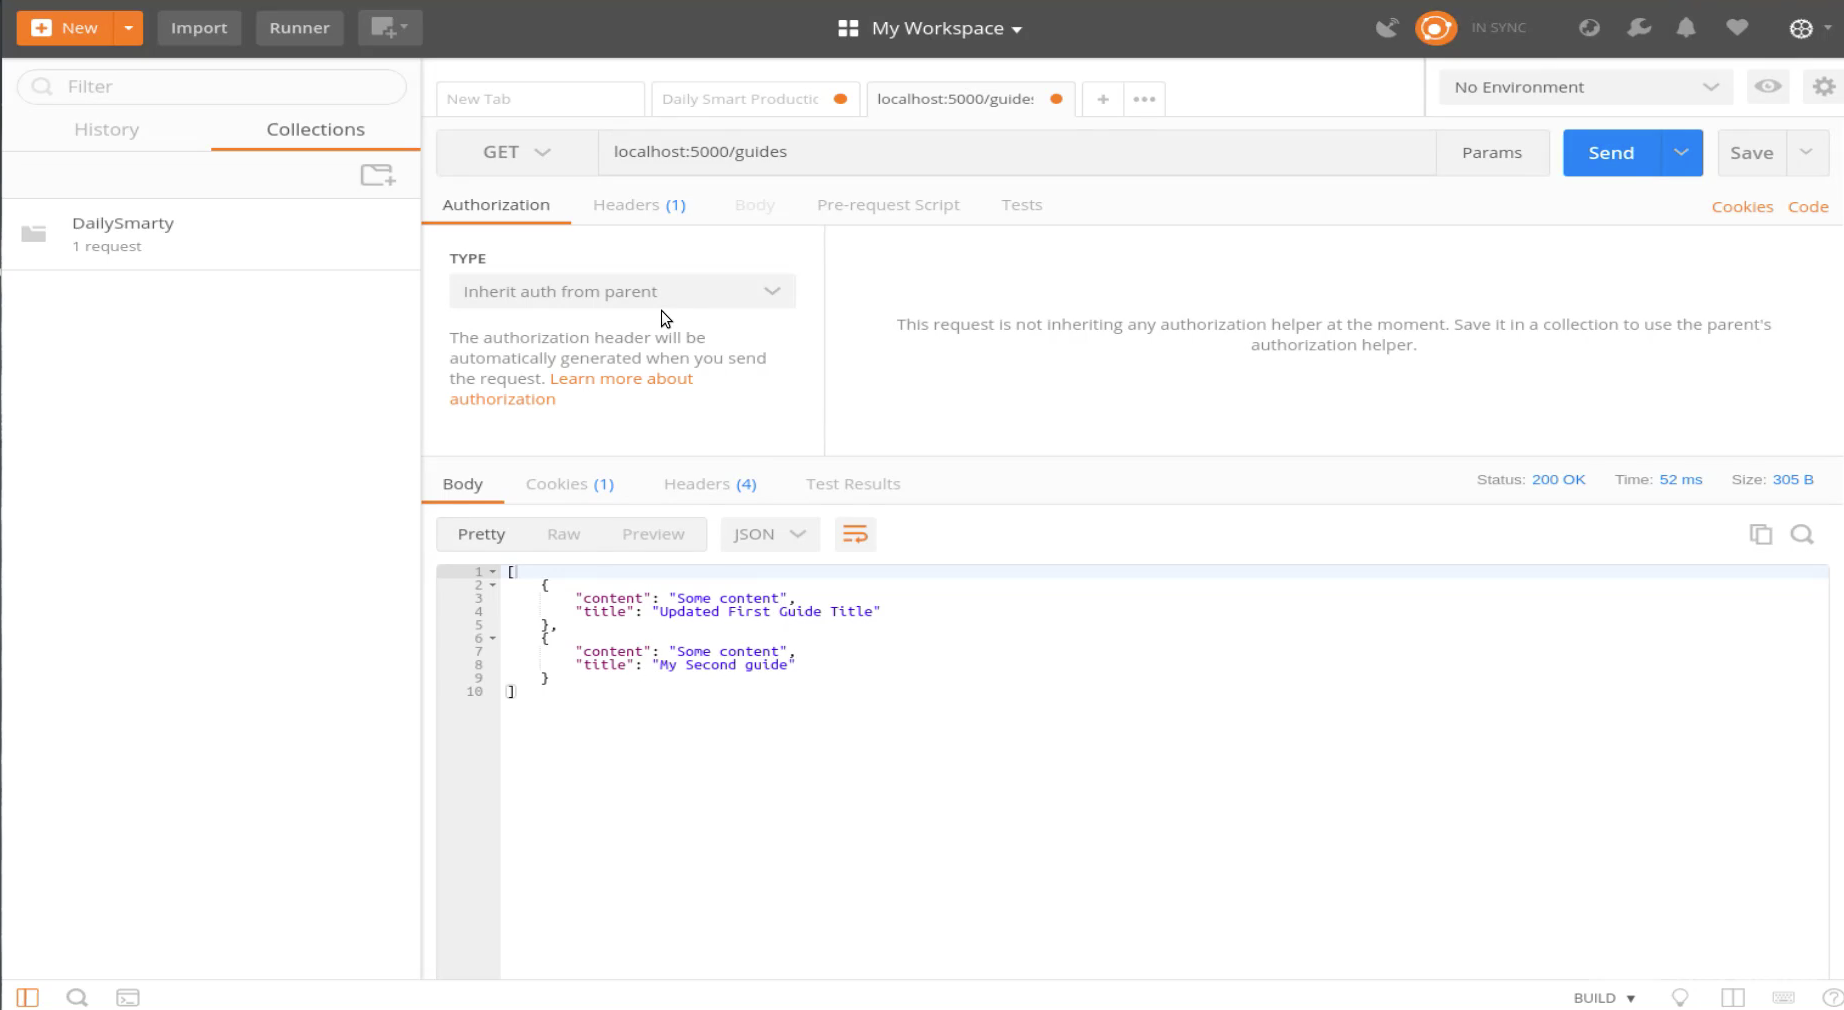 New
Import
Runner
My Workspace
IN SYNC
Filter
History
Collections
DailySmarty
1 request
New Tab
Daily Smart Productic
localhost:5000/guide
No Environment
GET
localhost:5000/guides
Params
Send
Save
Authorization
Headers (1)
Body
Pre-request Script
Tests
Cookies
Code
TYPE
Inherit auth from parent
The authorization header will be
automatically generated when you send
the request. Learn more about
authorization
This request is not inheriting any authorization helper at the moment. Save it in a collection to use the parent's
authorization helper.
Body
Cookies (1)
Headers (4)
Test Results
Status: 200 OK
Time: 52 ms
Size: 305 B
Pretty
Raw
Preview
JSON
1 [
2 {
3 "content": "Some content",
4 "title": "Updated First Guide Title"
5 },
6 {
7 "content": "Some content",
8 "title": "My Second guide"
9 }
10 ]
BUILD